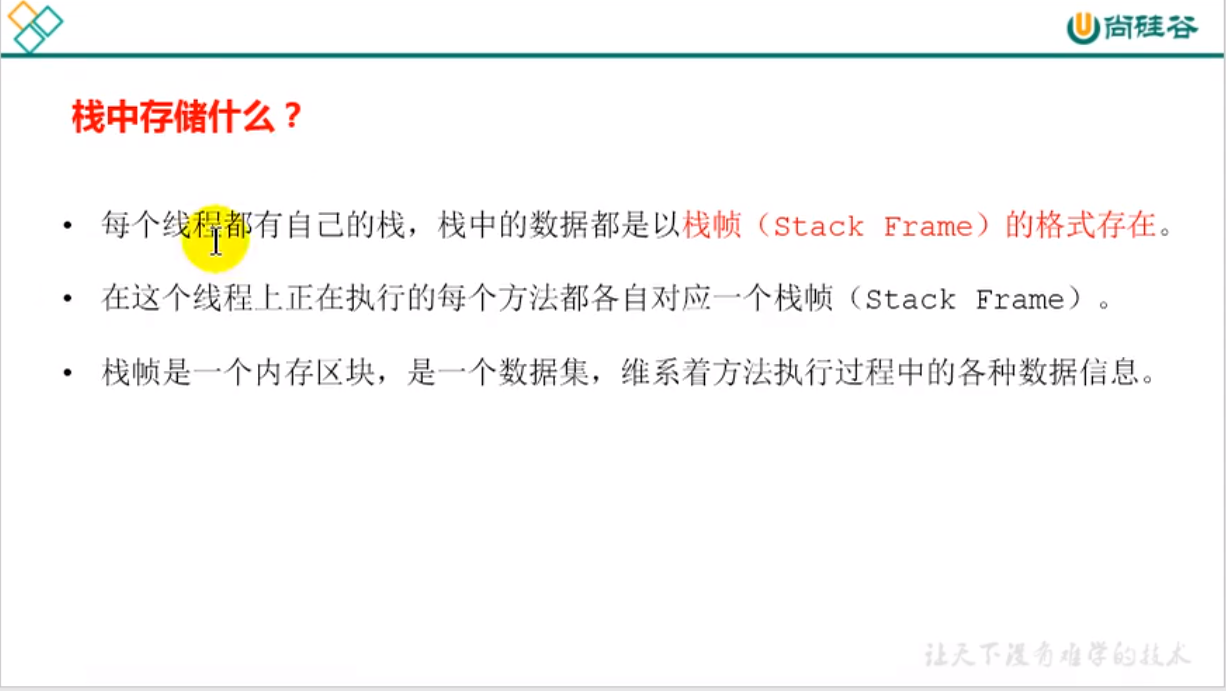 尚硅谷
栈中存储什么？
• 每个线程都有自己的栈，栈中的数据都是以栈帧（Stack Frame）的格式存在。
• 在这个线程上正在执行的每个方法都各自对应一个栈帧（Stack Frame）。
• 栈帧是一个内存区块，是一个数据集，维系着方法执行过程中的各种数据信息。
让天下没有难学的技术